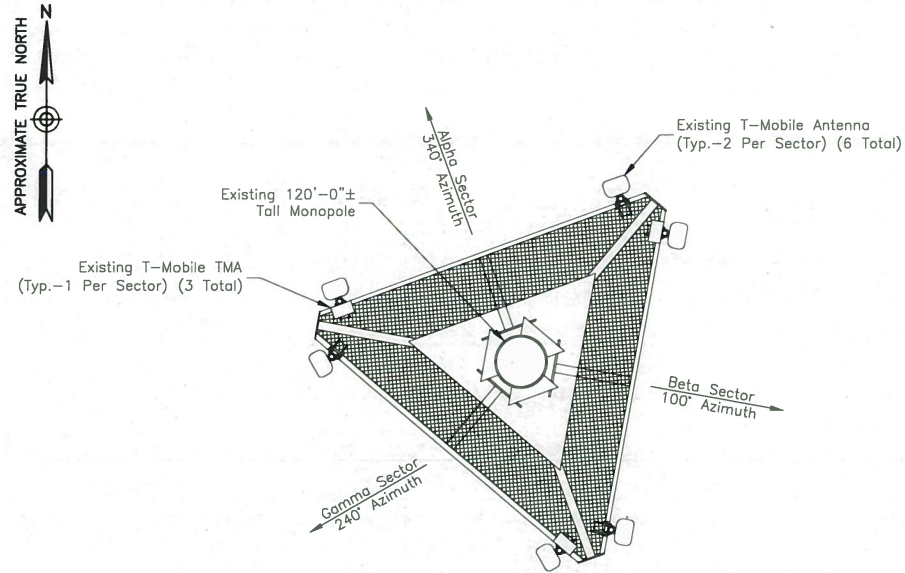 N
APPROXIMATE TRUE NORTH
Alpha Sector
340° Azimuth
Existing T-Mobile Antenna
(Typ.-2 Per Sector) (6 Total)
Existing 120'-0"±
Tall Monopole
Existing T-Mobile TMA
(Typ.-1 Per Sector) (3 Total)
Beta Sector
100° Azimuth
Gamma Sector
240° Azimuth